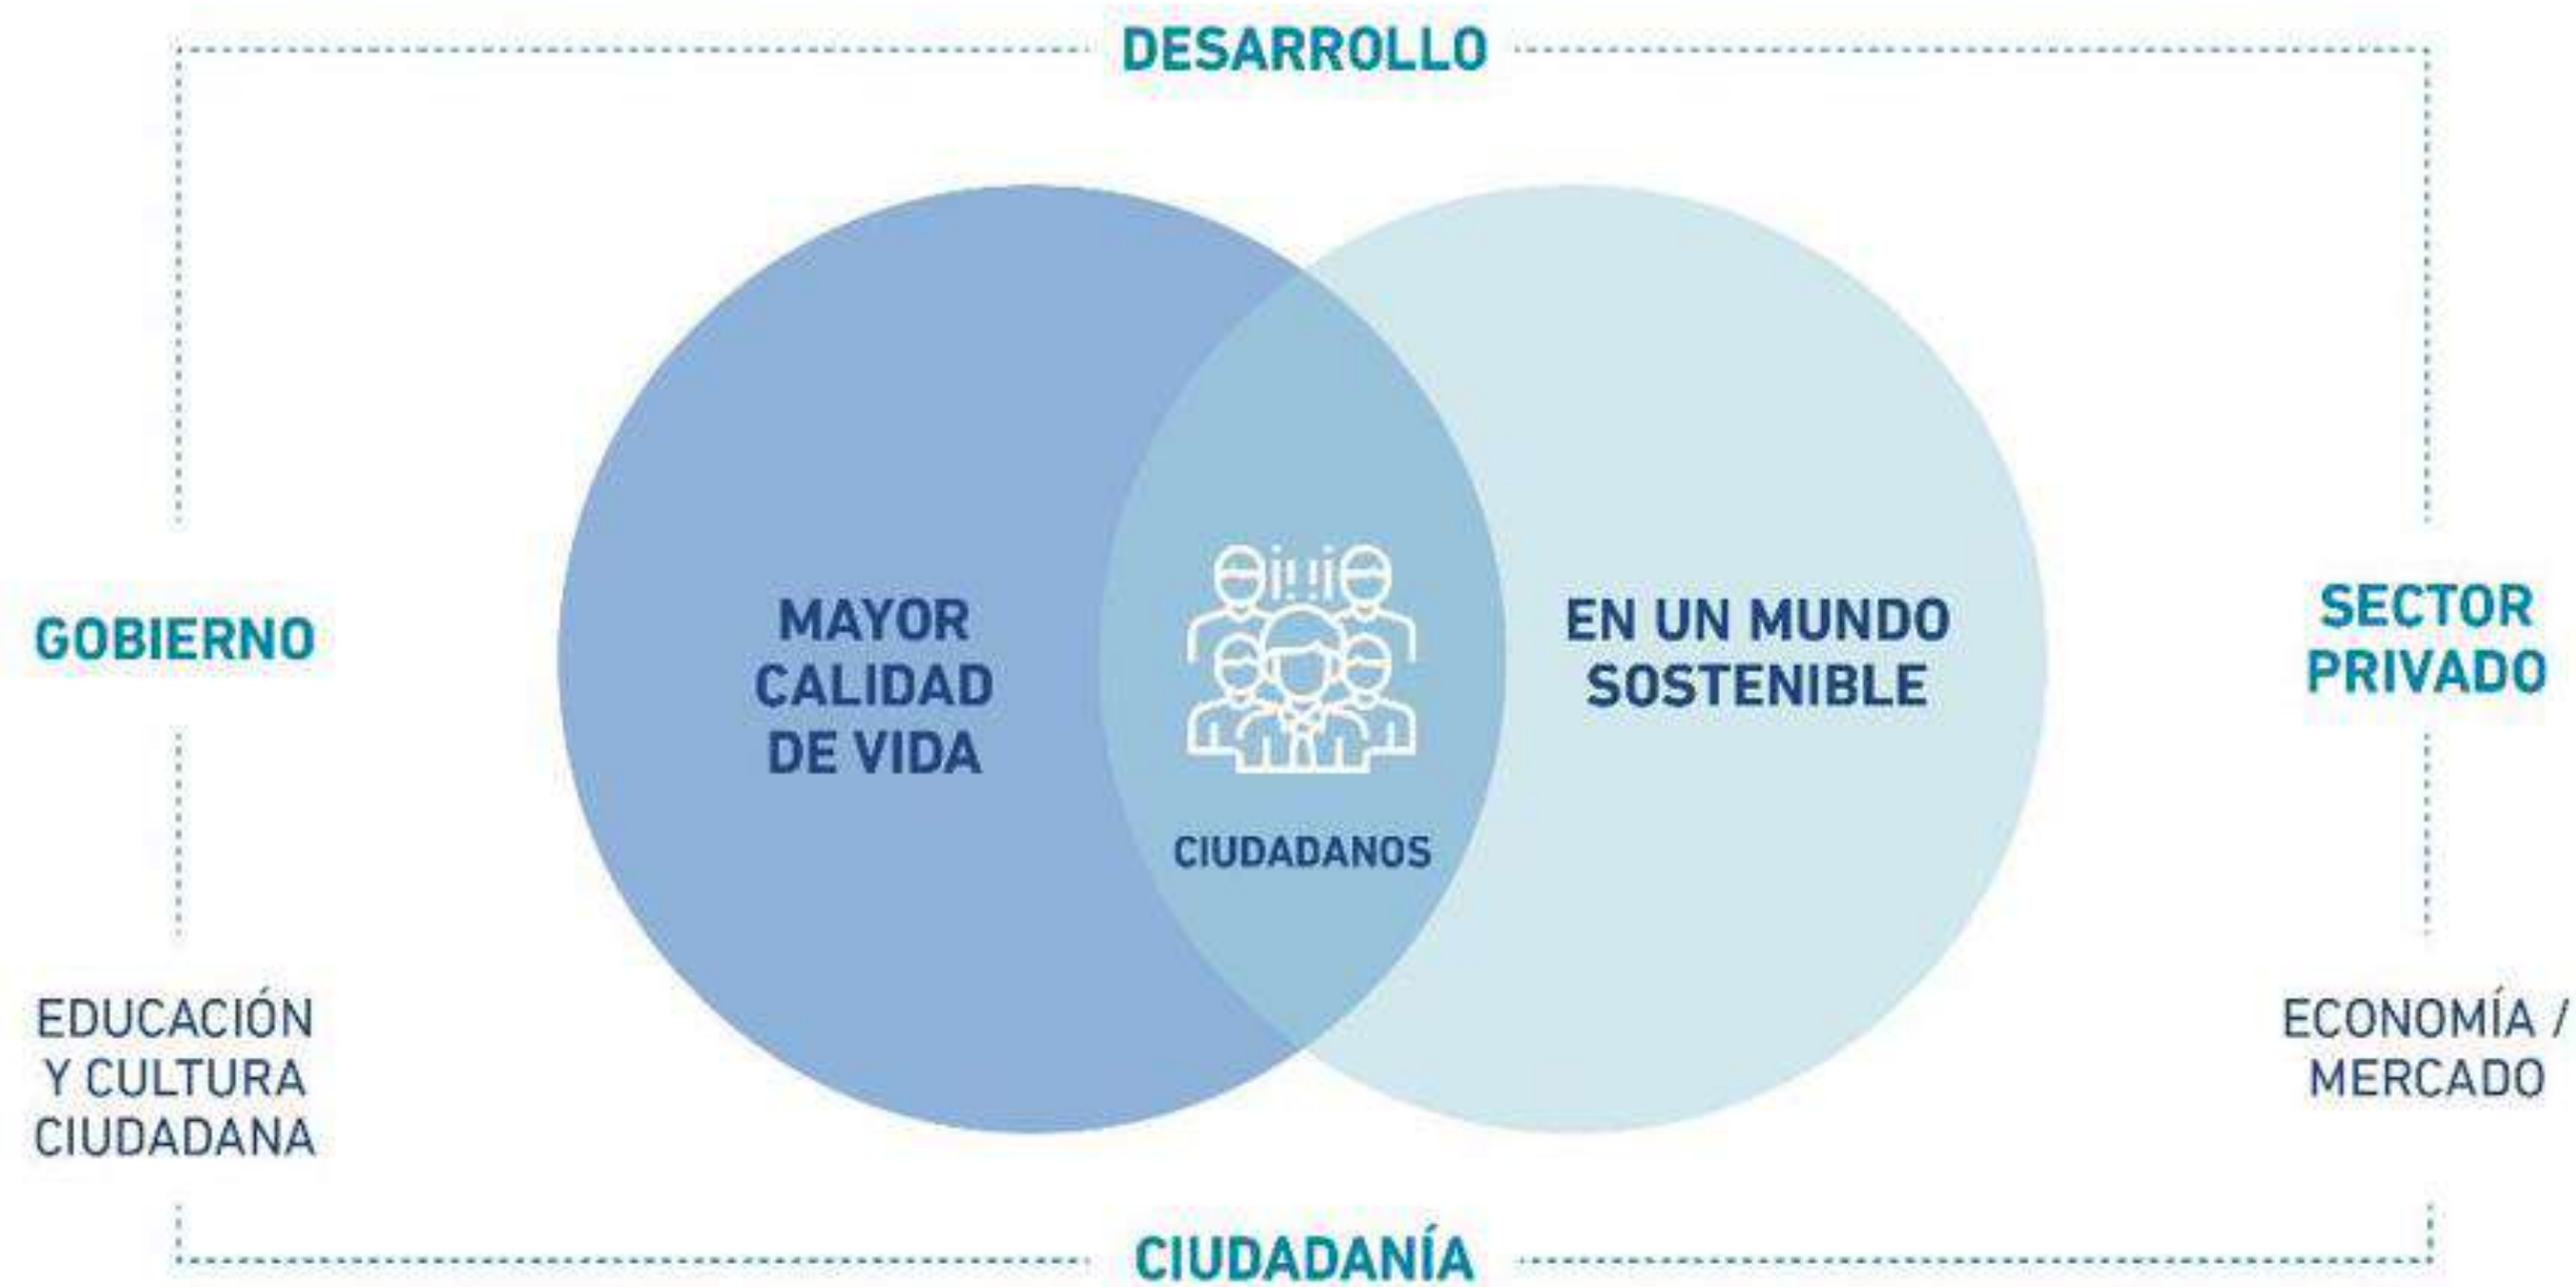 DESARROLLO
GOBIERNO
MAYOR
CALIDAD
DE VIDA
CIUDADANOS
EN UN MUNDO
SOSTENIBLE
SECTOR
PRIVADO
EDUCACIÓN
Y CULTURA
CIUDADANA
ECONOMÍA /
MERCADO
CIUDADANÍA